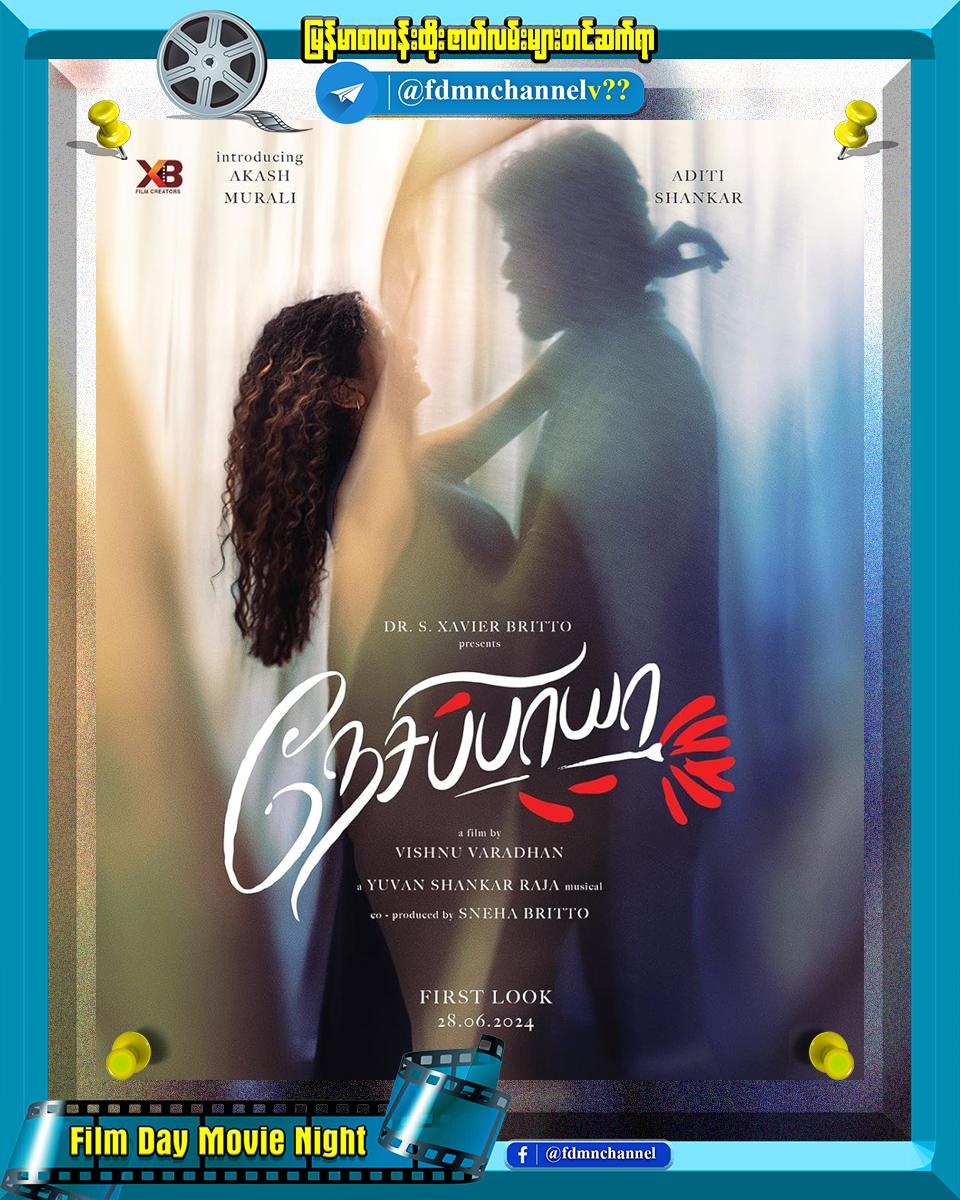 မြန်မာစာတန်းထိုးဇာတ်လမ်းများတင်ဆက်ရာ
@fdmnchannelv??
XB
FILM CREATORS
introducing
AKASH
MURALI
ADITI
SHANKAR
DR. S. XAVIER BRITTO
presents
நேசிப்பாயா
a film by
VISHNU VARADHAN
a YUVAN SHANKAR RAJA musical
co - produced by SNEHA BRITTO
FIRST LOOK
28.06.2024
Film Day Movie Night
f @fdmnchannel